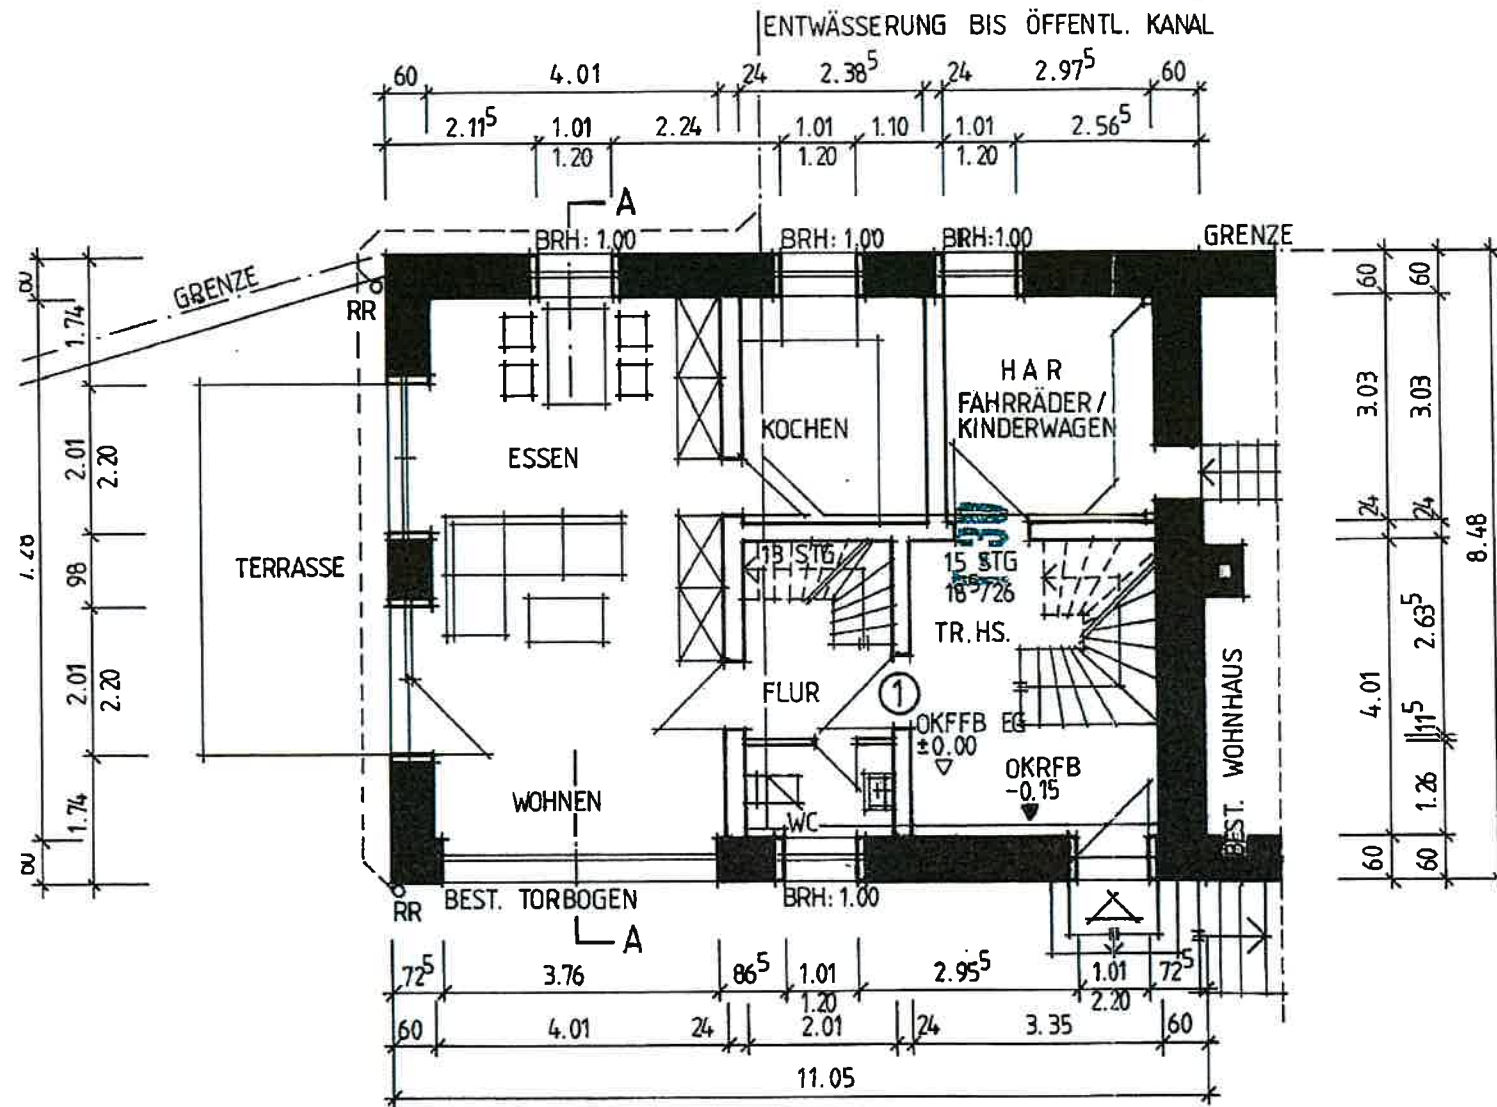 ENTWÄSSERUNG BIS ÖFFENTL. KANAL
60 4.01 24 2.38⁵ 24 2.97⁵ 60
2.11⁵ 1.01 2.24 1.01 1.10 1.01 2.56⁵
1.20 1.20 1.20
A
BRH: 1.00 BRH: 1.00 BRH: 1.00
GRENZE
GRENZE
RR
60
1.74
2.01
2.20
98
2.01
2.20
1.74
60
7.28
HAR
FAHRRÄDER /
KINDERWAGEN
KOCHEN
ESSEN
TERRASSE
13 STG
15 STG
18⁵/26
TR.HS.
FLUR
1
OKFFB EG
±0.00
OKRFB
-0.15
WOHNEN
WC
BEST. WOHNHAUS
60 60
3.03 3.03
24 24
2.63⁵
4.01
11⁵
1.26
60 60
8.48
RR
BEST. TORBOGEN
BRH: 1.00
A
72⁵ 3.76 86⁵ 1.01 2.95⁵ 1.01 72⁵
1.20 2.20
60 4.01 24 2.01 24 3.35 60
11.05